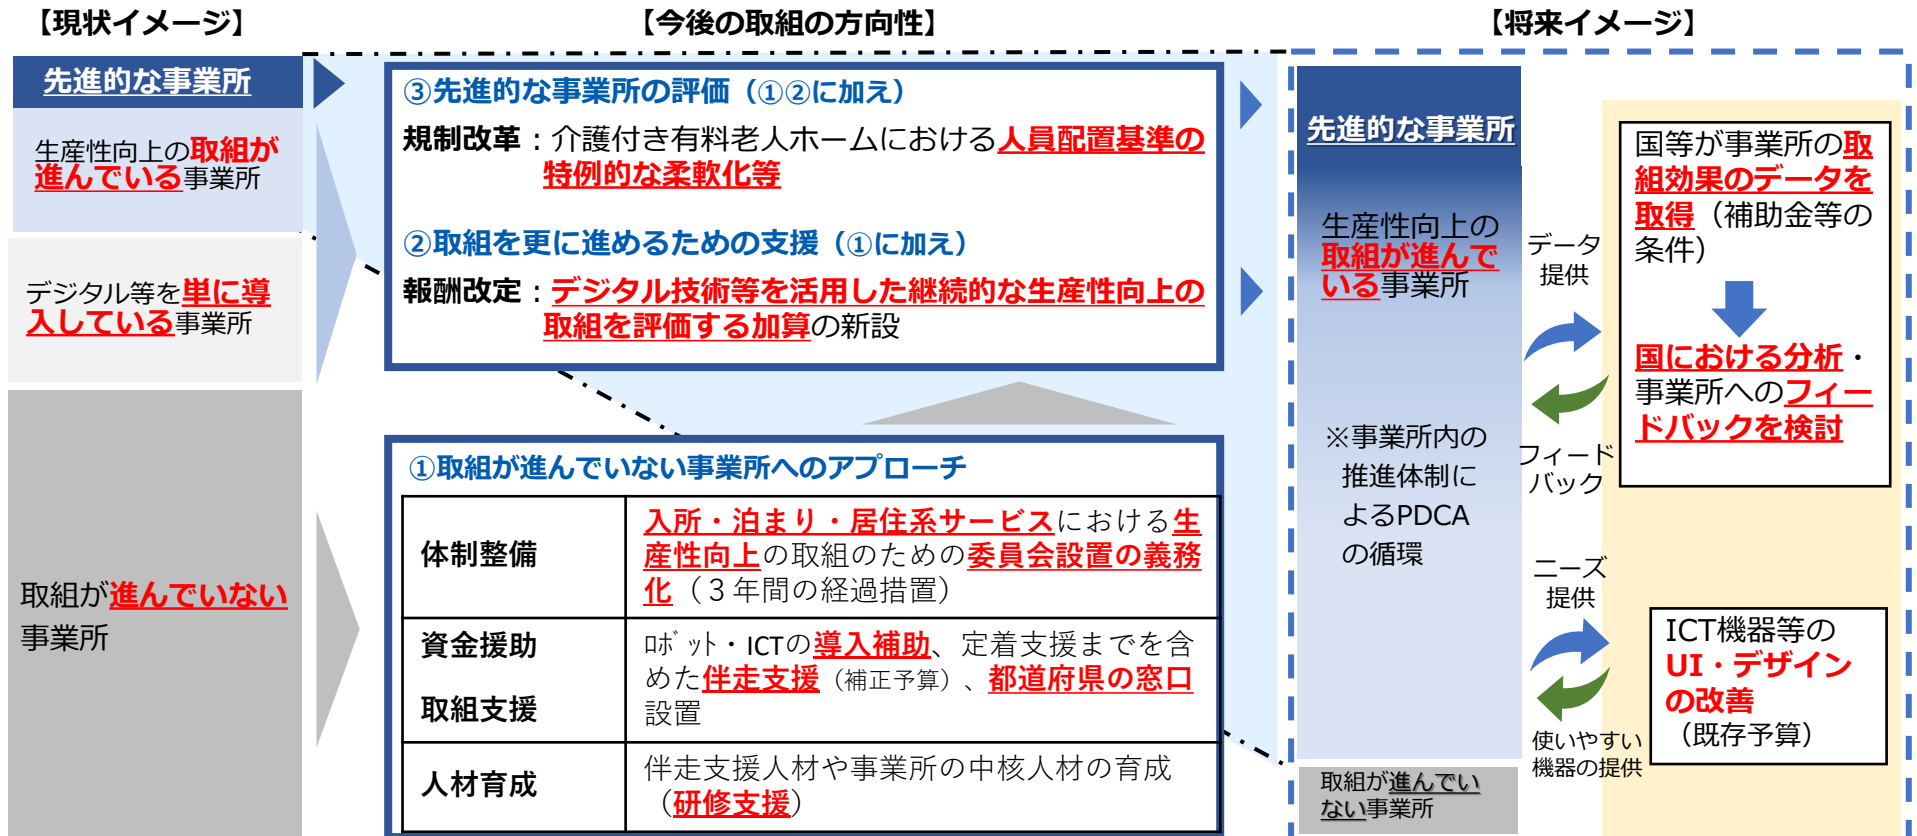 【現状イメージ】
【今後の取組の方向性】
【将来イメージ】
先進的な事業所
生産性向上の取組が
進んでいる事業所
デジタル等を単に導
入している事業所
取組が進んでいない
事業所
③先進的な事業所の評価（①②に加え）
規制改革：介護付き有料老人ホームにおける人員配置基準の
特例的な柔軟化等
②取組を更に進めるための支援（①に加え）
報酬改定：デジタル技術等を活用した継続的な生産性向上の
取組を評価する加算の新設
①取組が進んでいない事業所へのアプローチ
体制整備
入所・泊まり・居住系サービスにおける生
産性向上の取組のための委員会設置の義務
化（３年間の経過措置）
資金援助
取組支援
ﾛﾎﾞｯﾄ・ICTの導入補助、定着支援までを含
めた伴走支援（補正予算）、都道府県の窓口
設置
人材育成
伴走支援人材や事業所の中核人材の育成
（研修支援）
先進的な事業所
生産性向上の
取組が進んで
いる事業所
※事業所内の
推進体制に
よるPDCA
の循環
取組が進んでい
ない事業所
データ
提供
フィード
バック
ニーズ
提供
使いやすい
機器の提供
国等が事業所の取
組効果のデータを
取得（補助金等の
条件）
国における分析・
事業所へのフィー
ドバックを検討
ICT機器等の
UI・デザイン
の改善
（既存予算）